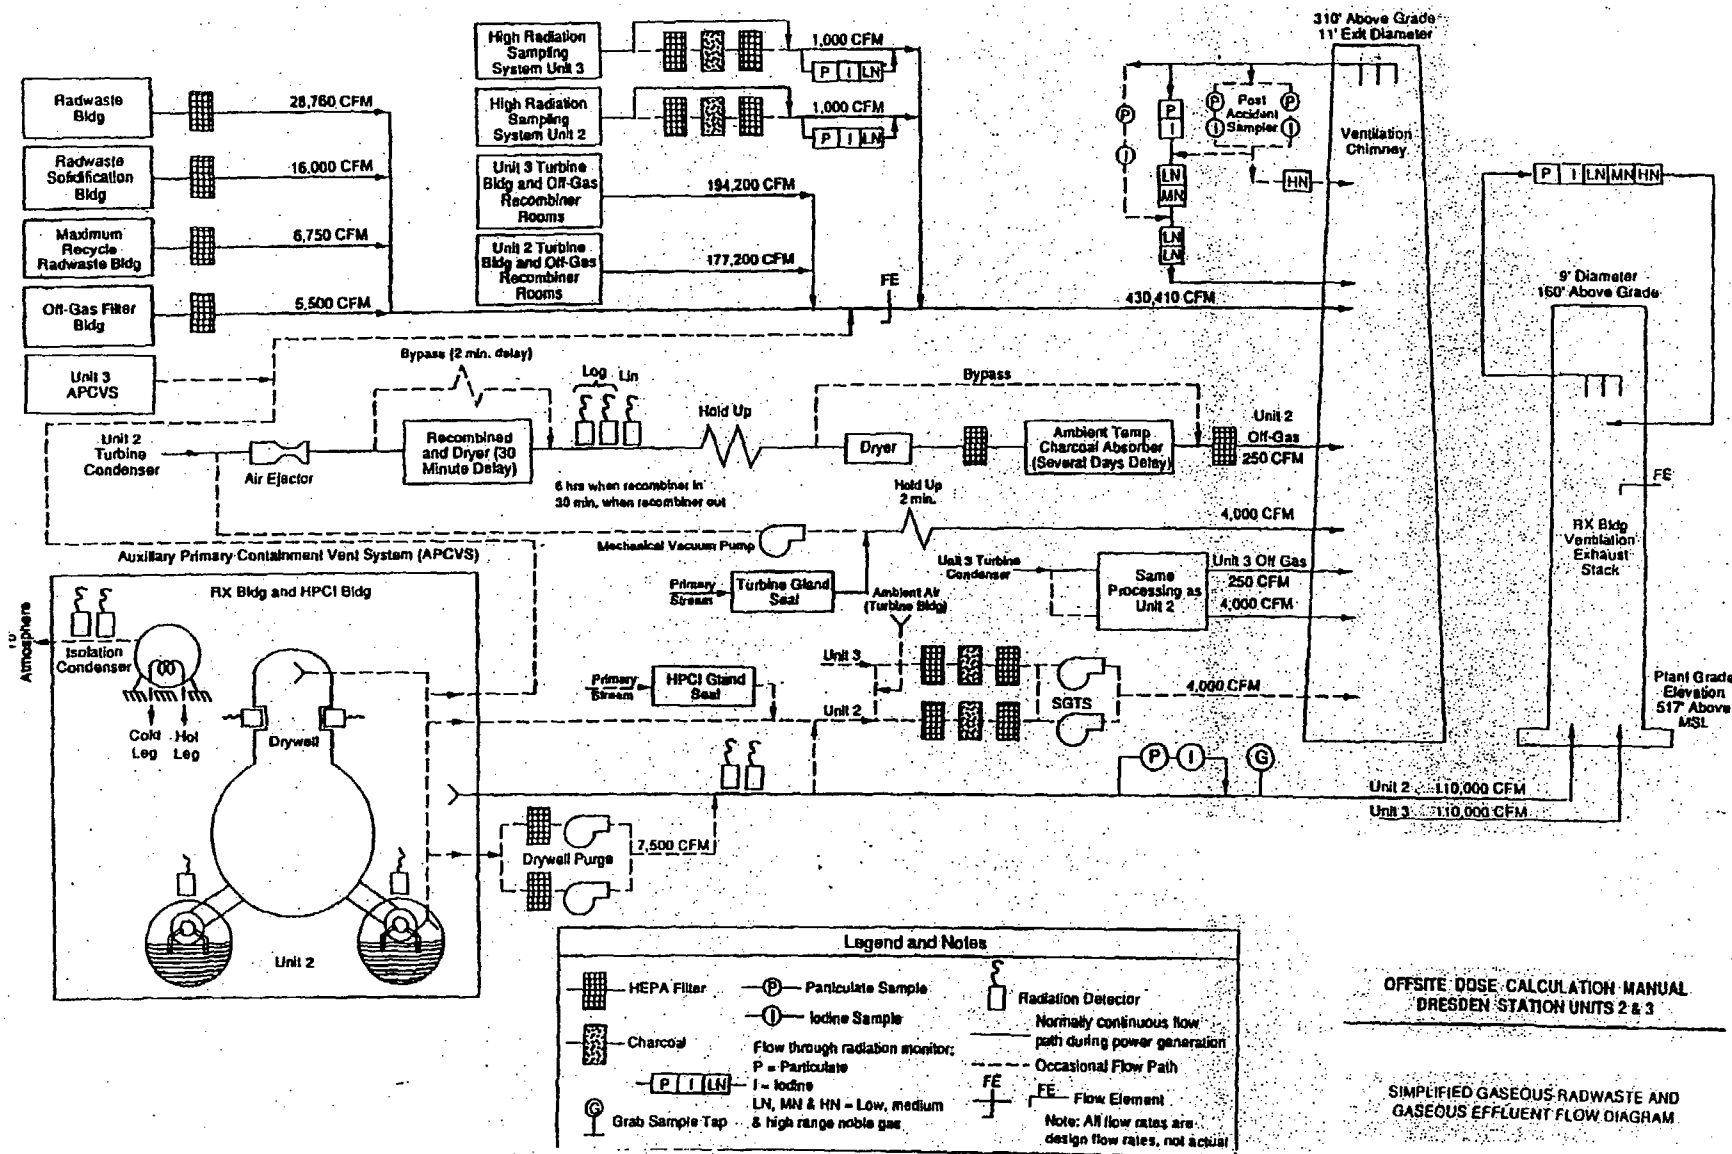 310' Above Grade
11' Exit Diameter
High Radiation
Sampling
System Unit 3
1,000 CFM
P I LN
Radwaste
Bldg
28,760 CFM
High Radiation
Sampling
System Unit 2
1,000 CFM
P I LN
P
I
P
I
P
I
Post
Accident
Sampler
P
I
Ventilation
Chimney
Radwaste
Solidification
Bldg
16,000 CFM
Unit 3 Turbine
Bldg and Off-Gas
Recombiner
Rooms
194,200 CFM
LN
MN
HN
P I LN MN HN
Maximum
Recycle
Radwaste Bldg
6,750 CFM
Unit 2 Turbine
Bldg and Off-Gas
Recombiner
Rooms
177,200 CFM
LN
LN
FE
9' Diameter
160' Above Grade
Off-Gas Filter
Bldg
5,500 CFM
430,410 CFM
Unit 3
APCVS
Bypass (2 min. delay)
Log
Lin
Bypass
Hold Up
Unit 2
Turbine
Condenser
Air Ejector
Recombined
and Dryer (30
Minute Delay)
Dryer
Ambient Temp
Charcoal Absorber
(Several Days Delay)
Unit 2
Off-Gas
250 CFM
6 hrs when recombiner in
30 min. when recombiner out
Hold Up
2 min.
FE
4,000 CFM
RX Bldg
Ventilation
Exhaust
Stack
Mechanical Vacuum Pump
Auxiliary Primary Containment Vent System (APCVS)
Unit 3 Turbine
Condenser
Same
Processing as
Unit 2
Unit 3 Off Gas
250 CFM
4,000 CFM
Primary
Stream
Turbine Gland
Seal
Ambient Air
(Turbine Bldg)
RX Bldg and HPCI Bldg
To
Atmosphere
Isolation
Condenser
Cold
Leg
Hot
Leg
Drywell
Primary
Stream
HPCI Gland
Seal
Unit 3
Unit 2
SGTS
4,000 CFM
Plant Grade
Elevation
517' Above
MSL
P I
G
Unit 2 110,000 CFM
Unit 3 110,000 CFM
Drywell Purge
7,500 CFM
Unit 2
Legend and Notes
HEPA Filter
P Particulate Sample
Radiation Detector
I Iodine Sample
Charcoal
Normally continuous flow
path during power generation
Flow through radiation monitor:
P = Particulate
I = Iodine
LN, MN & HN = Low, medium
& high range noble gas
P I LN
Occasional Flow Path
FE
FE
Flow Element
G
Grab Sample Tap
Note: All flow rates are
design flow rates, not actual
OFFSITE DOSE CALCULATION MANUAL
DRESDEN STATION UNITS 2 & 3
SIMPLIFIED GASEOUS RADWASTE AND
GASEOUS EFFLUENT FLOW DIAGRAM